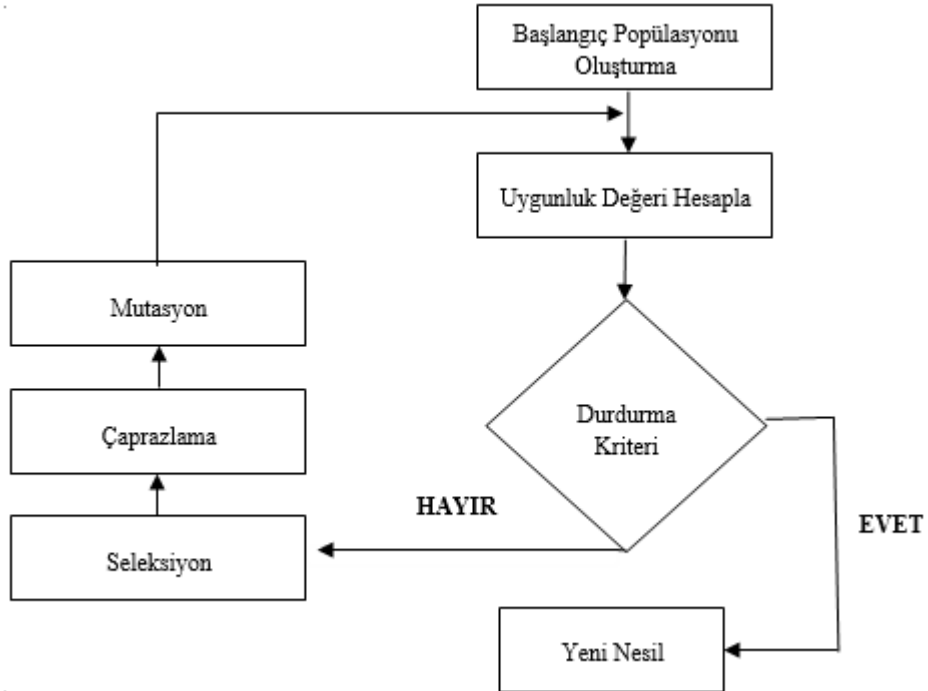 Başlangıç Popülasyonu
Oluşturma
Uygunluk Değeri Hesapla
Mutasyon
Çaprazlama
Durdurma
Kriteri
HAYIR
EVET
Seleksiyon
Yeni Nesil